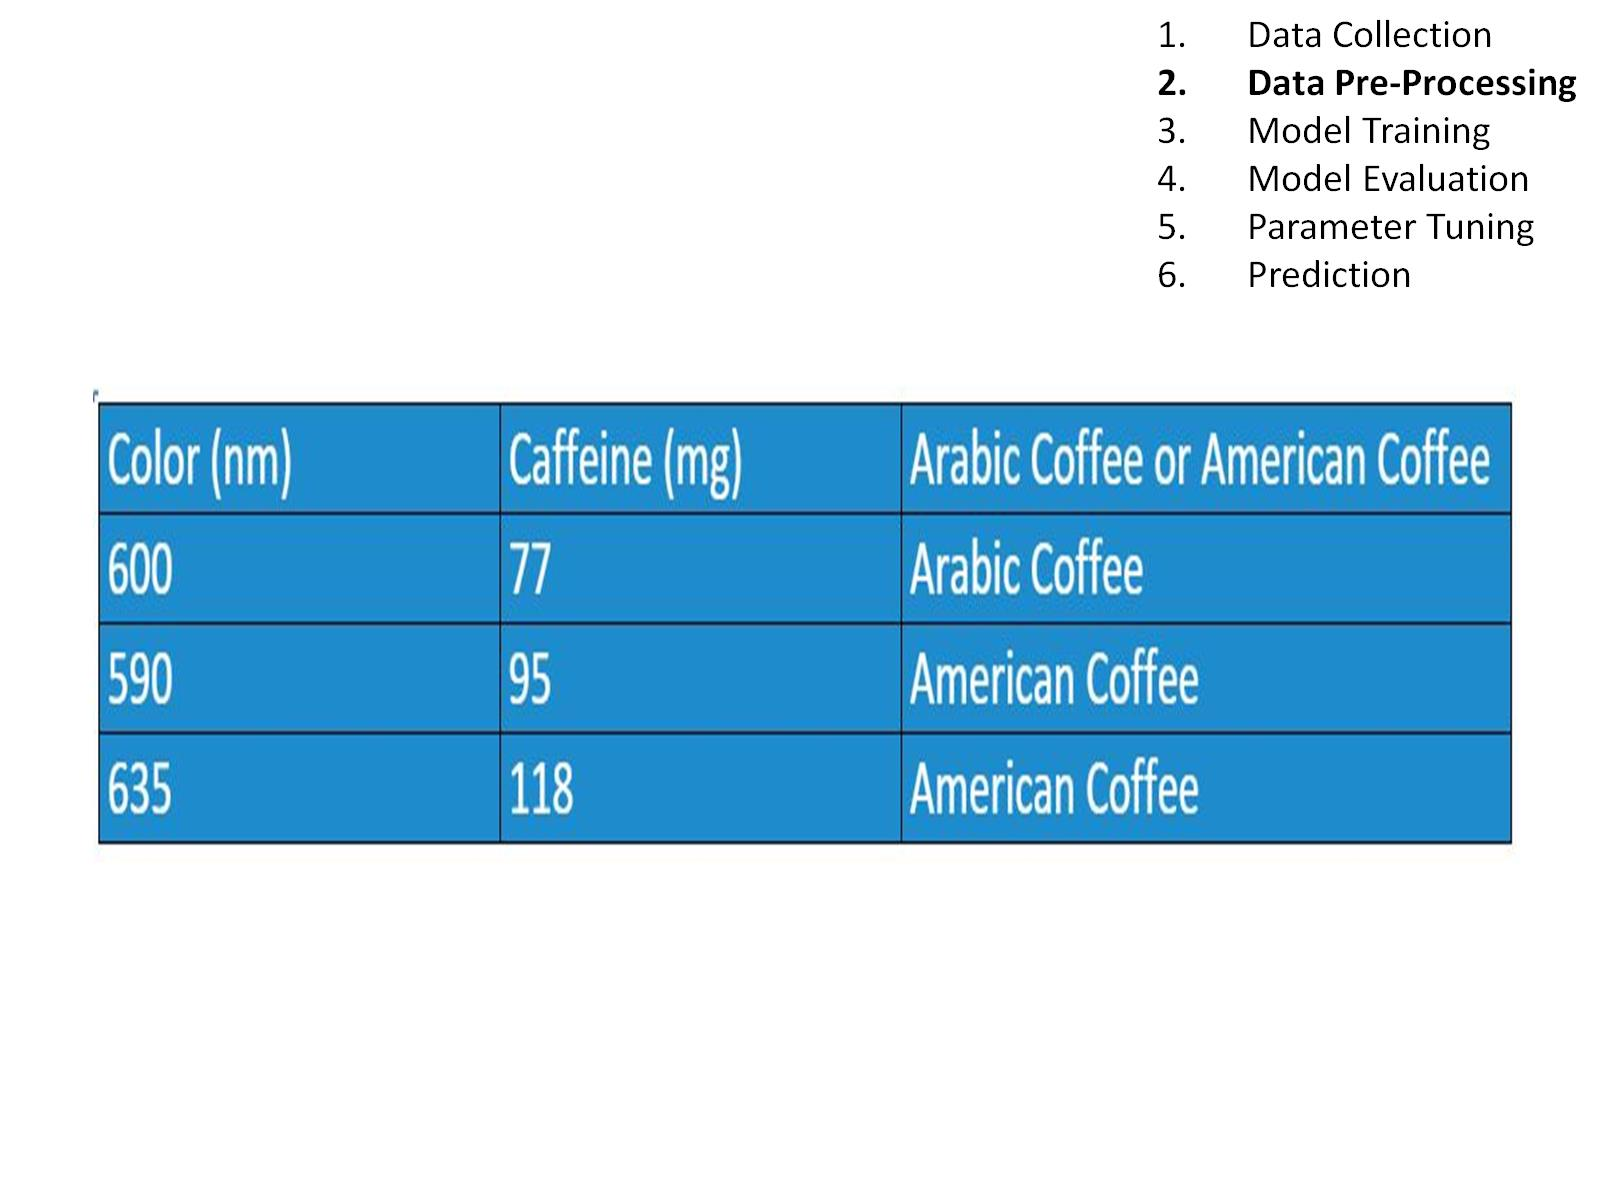 1. Data Collection
2. Data Pre-Processing
3. Model Training
4. Model Evaluation
5. Parameter Tuning
6. Prediction
Color (nm) Caffeine (mg) Arabic Coffee or American Coffee
600 77 Arabic Coffee
590 95 American Coffee
635 118 American Coffee